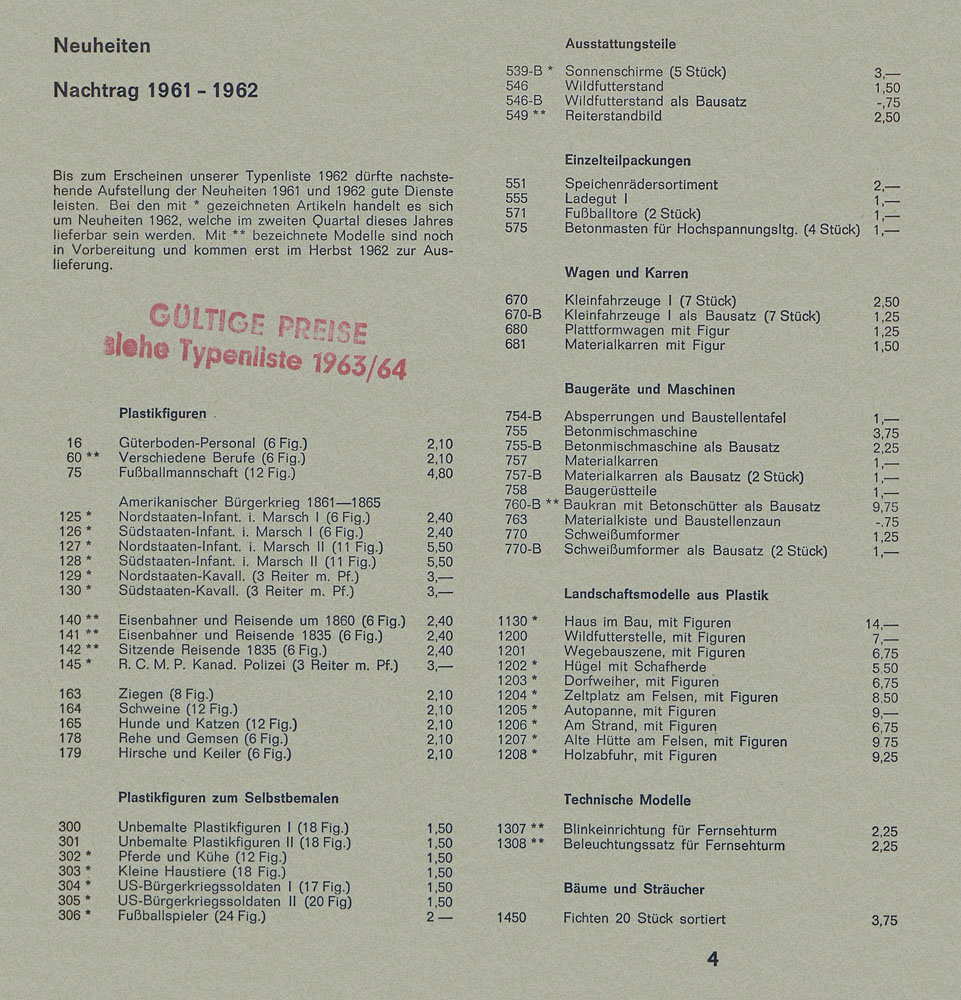 Neuheiten
Nachtrag 1961 – 1962
Bis zum Erscheinen unserer Typenliste 1962 dürfte nachste-
hende Aufstellung der Neuheiten 1961 und 1962 gute Dienste
leisten. Bei den mit * gezeichneten Artikeln handelt es sich
um Neuheiten 1962, welche im zweiten Quartal dieses Jahres
lieferbar sein werden. Mit ** bezeichnete Modelle sind noch
in Vorbereitung und kommen erst im Herbst 1962 zur Aus-
lieferung.
GÜLTIGE PREISE
siehe Typenliste 1963/64
Plastikfiguren
16 Güterboden-Personal (6 Fig.) 2,10
60 ** Verschiedene Berufe (6 Fig.) 2,10
75 Fußballmannschaft (12 Fig.) 4,80
Amerikanischer Bürgerkrieg 1861—1865
125 * Nordstaaten-Infant. i. Marsch I (6 Fig.) 2,40
126 * Südstaaten-Infant. i. Marsch I (6 Fig.) 2,40
127 * Nordstaaten-Infant. i. Marsch II (11 Fig.) 5,50
128 * Südstaaten-Infant. i. Marsch II (11 Fig.) 5,50
129 * Nordstaaten-Kavall. (3 Reiter m. Pf.) 3,—
130 * Südstaaten-Kavall. (3 Reiter m. Pf.) 3,—
140 ** Eisenbahner und Reisende um 1860 (6 Fig.) 2,40
141 ** Eisenbahner und Reisende 1835 (6 Fig.) 2,40
142 ** Sitzende Reisende 1835 (6 Fig.) 2,40
145 * R. C. M. P. Kanad. Polizei (3 Reiter m. Pf.) 3,—
163 Ziegen (8 Fig.) 2,10
164 Schweine (12 Fig.) 2,10
165 Hunde und Katzen (12 Fig.) 2,10
178 Rehe und Gemsen (6 Fig.) 2,10
179 Hirsche und Keiler (6 Fig.) 2,10
Plastikfiguren zum Selbstbemalen
300 Unbemalte Plastikfiguren I (18 Fig.) 1,50
301 Unbemalte Plastikfiguren II (18 Fig.) 1,50
302 * Pferde und Kühe (12 Fig.) 1,50
303 * Kleine Haustiere (18 Fig.) 1,50
304 * US-Bürgerkriegssoldaten I (17 Fig.) 1,50
305 * US-Bürgerkriegssoldaten II (20 Fig) 1,50
306 * Fußballspieler (24 Fig.) 2 —
Ausstattungsteile
539-B * Sonnenschirme (5 Stück) 3,—
546 Wildfutterstand 1,50
546-B Wildfutterstand als Bausatz -,75
549 ** Reiterstandbild 2,50
Einzelteilpackungen
551 Speichenrädersortiment 2,—
555 Ladegut I 1,—
571 Fußballtore (2 Stück) 1,—
575 Betonmasten für Hochspannungsltg. (4 Stück) 1,—
Wagen und Karren
670 Kleinfahrzeuge I (7 Stück) 2,50
670-B Kleinfahrzeuge I als Bausatz (7 Stück) 1,25
680 Plattformwagen mit Figur 1,25
681 Materialkarren mit Figur 1,50
Baugeräte und Maschinen
754-B Absperrungen und Baustellentafel 1,—
755 Betonmischmaschine 3,75
755-B Betonmischmaschine als Bausatz 2,25
757 Materialkarren 1,—
757-B Materialkarren als Bausatz (2 Stück) 1,—
758 Baugerüstteile 1,—
760-B ** Baukran mit Betonschütter als Bausatz 9,75
763 Materialkiste und Baustellenzaun -.75
770 Schweißumformer 1,25
770-B Schweißumformer als Bausatz (2 Stück) 1,—
Landschaftsmodelle aus Plastik
1130 * Haus im Bau, mit Figuren 14,—
1200 Wildfutterstelle, mit Figuren 7,—
1201 Wegebauszene, mit Figuren 6,75
1202 * Hügel mit Schafherde 5 50
1203 * Dorfweiher, mit Figuren 6,75
1204 * Zeltplatz am Felsen, mit Figuren 8,50
1205 * Autopanne, mit Figuren 9,—
1206 * Am Strand, mit Figuren 6,75
1207 * Alte Hütte am Felsen, mit Figuren 9 75
1208 * Holzabfuhr, mit Figuren 9,25
Technische Modelle
1307 ** Blinkeinrichtung für Fernsehturm 2,25
1308 ** Beleuchtungssatz für Fernsehturm 2,25
Bäume und Sträucher
1450 Fichten 20 Stück sortiert 3,75
4